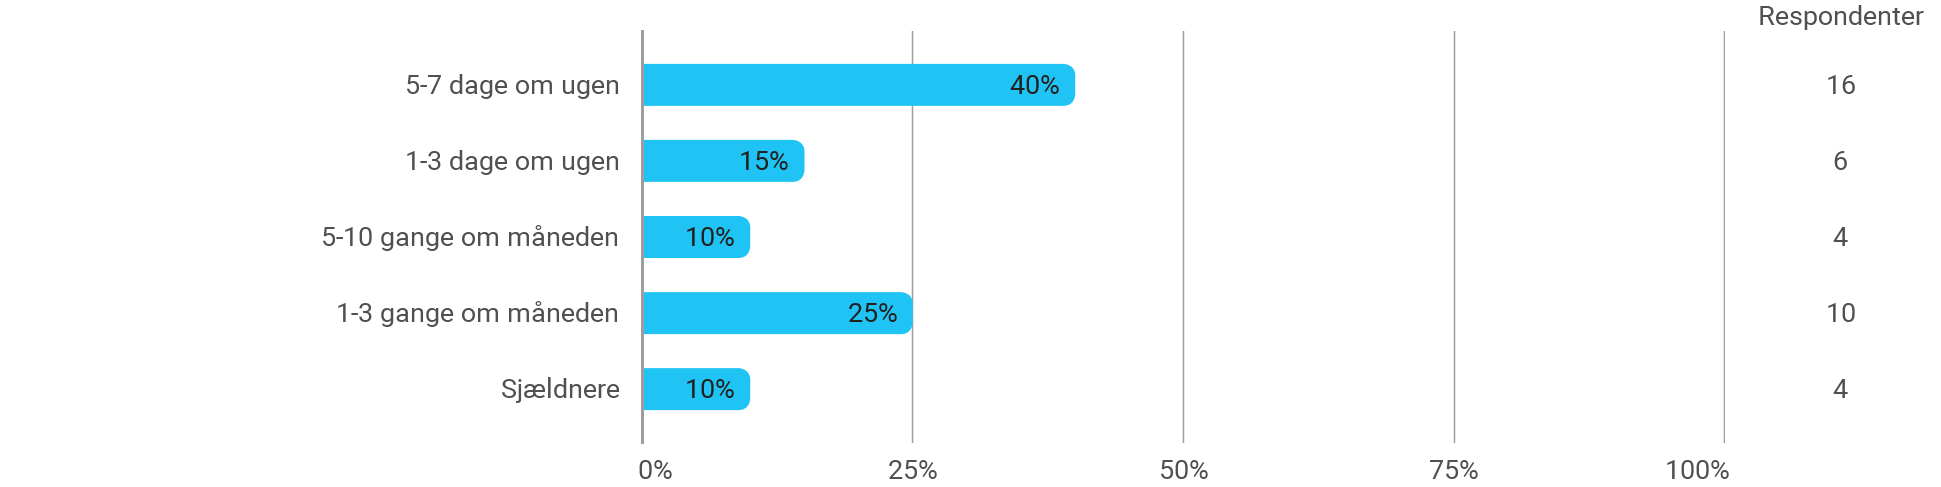 Respondenter
5-7 dage om ugen 40% 16
1-3 dage om ugen 15% 6
5-10 gange om måneden 10% 4
1-3 gange om måneden 25% 10
Sjældnere 10% 4
0% 25% 50% 75% 100%